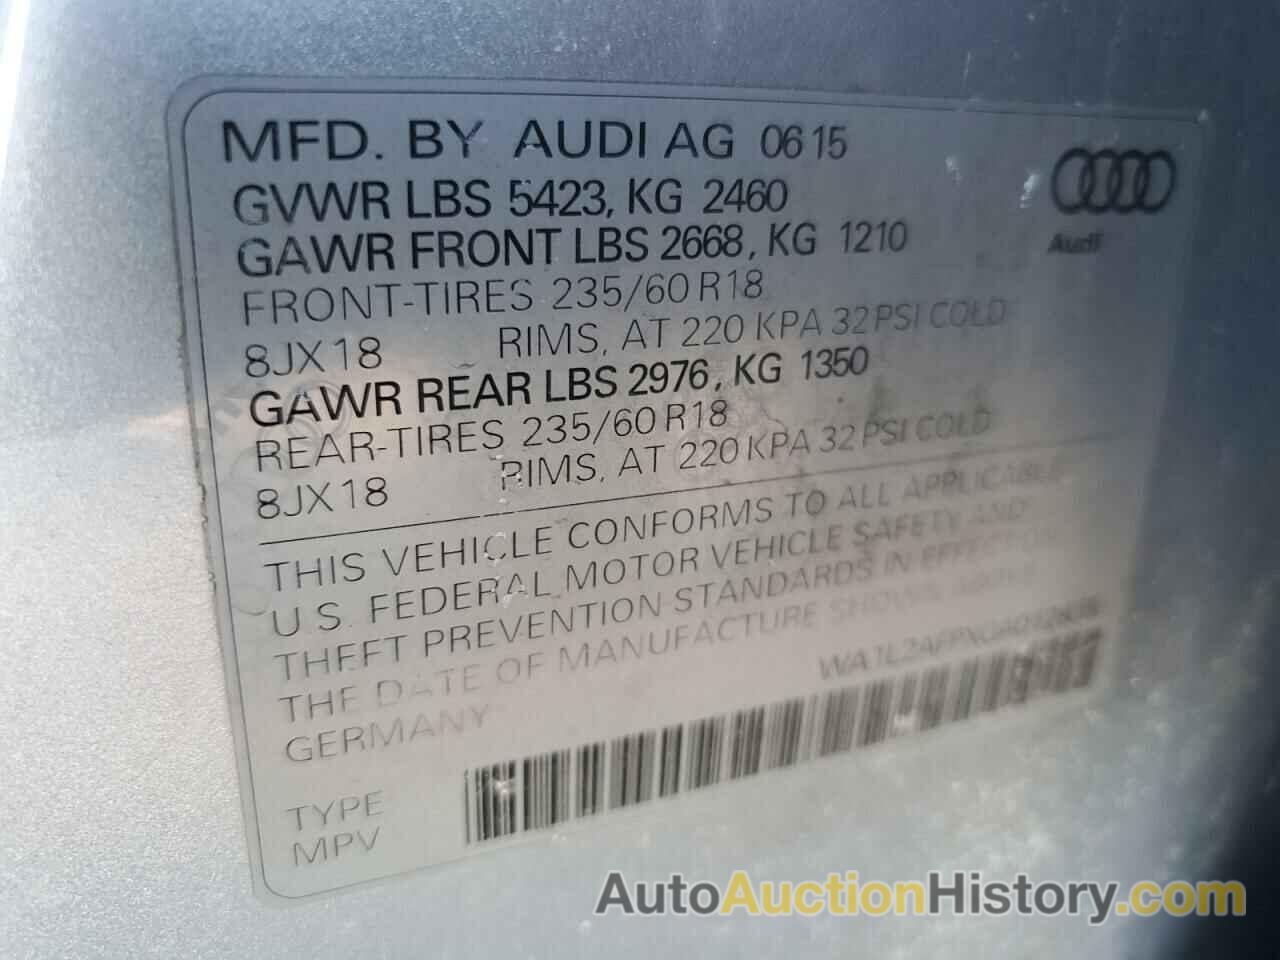 MFD. BY AUDI AG 0615
GVWR LBS 5423, KG 2460
GAWR FRONT LBS 2668, KG 1210
FRONT-TIRES 235/60 R18
8JX18 RIMS, AT 220 KPA 32 PSI COLD
GAWR REAR LBS 2976, KG 1350
REAR-TIRES 235/60 R18
8JX18 RIMS, AT 220 KPA 32 PSI COLD
THIS VEHICLE CONFORMS TO ALL APPLICABLE
U.S. FEDERAL MOTOR VEHICLE SAFETY AND
THEFT PREVENTION STANDARDS IN EFFECT ON
THE DATE OF MANUFACTURE SHOWN ABOVE
GERMANY
TYPE
MPV
Audi
AutoAuctionHistory.com